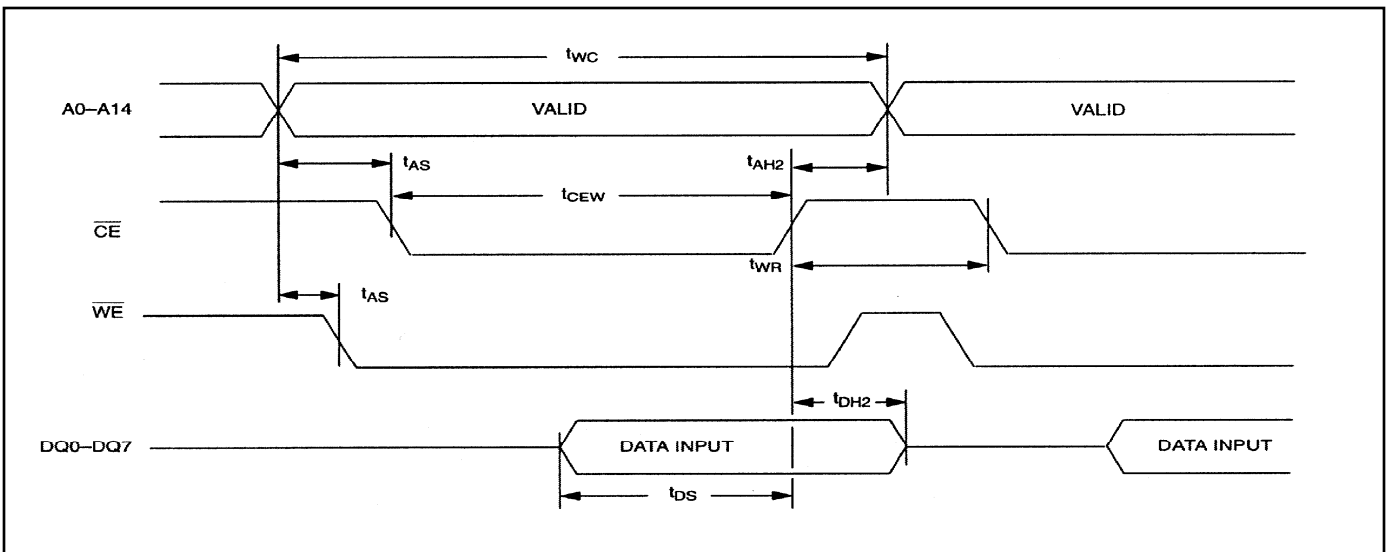 tWC
A0–A14 VALID VALID
tAS tAH2
tCEW
CE
tWR
tAS
WE
tDH2
DQ0–DQ7 DATA INPUT DATA INPUT
tDS